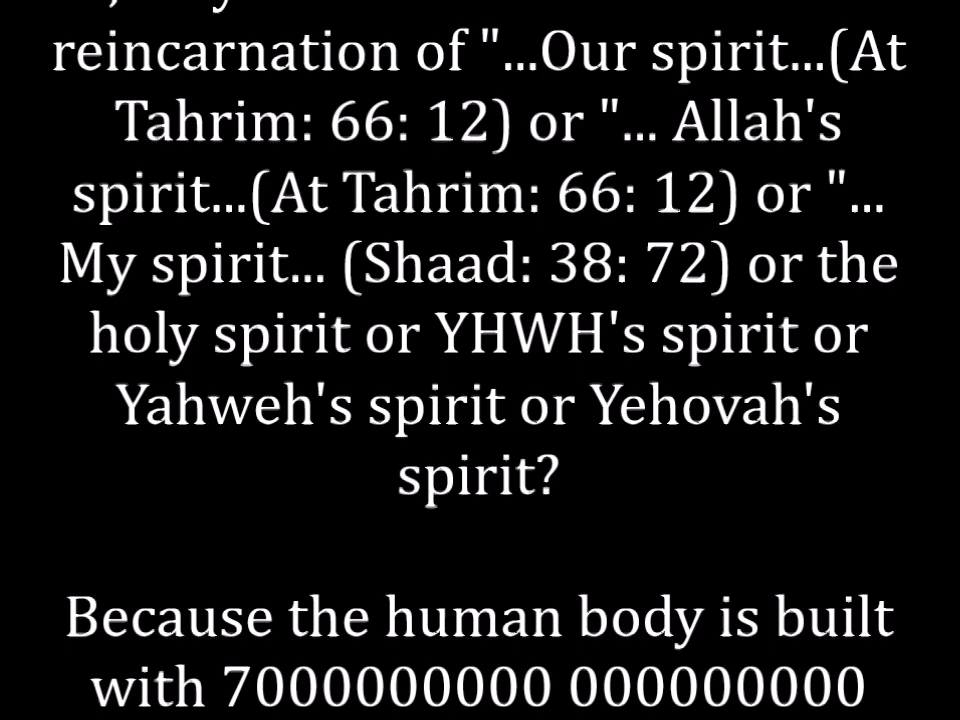 reincarnation of "...Our spirit...(At
Tahrim: 66: 12) or "... Allah's
spirit...(At Tahrim: 66: 12) or "...
My spirit... (Shaad: 38: 72) or the
holy spirit or YHWH's spirit or
Yahweh's spirit or Yehovah's
spirit?
Because the human body is built
with 7000000000 000000000